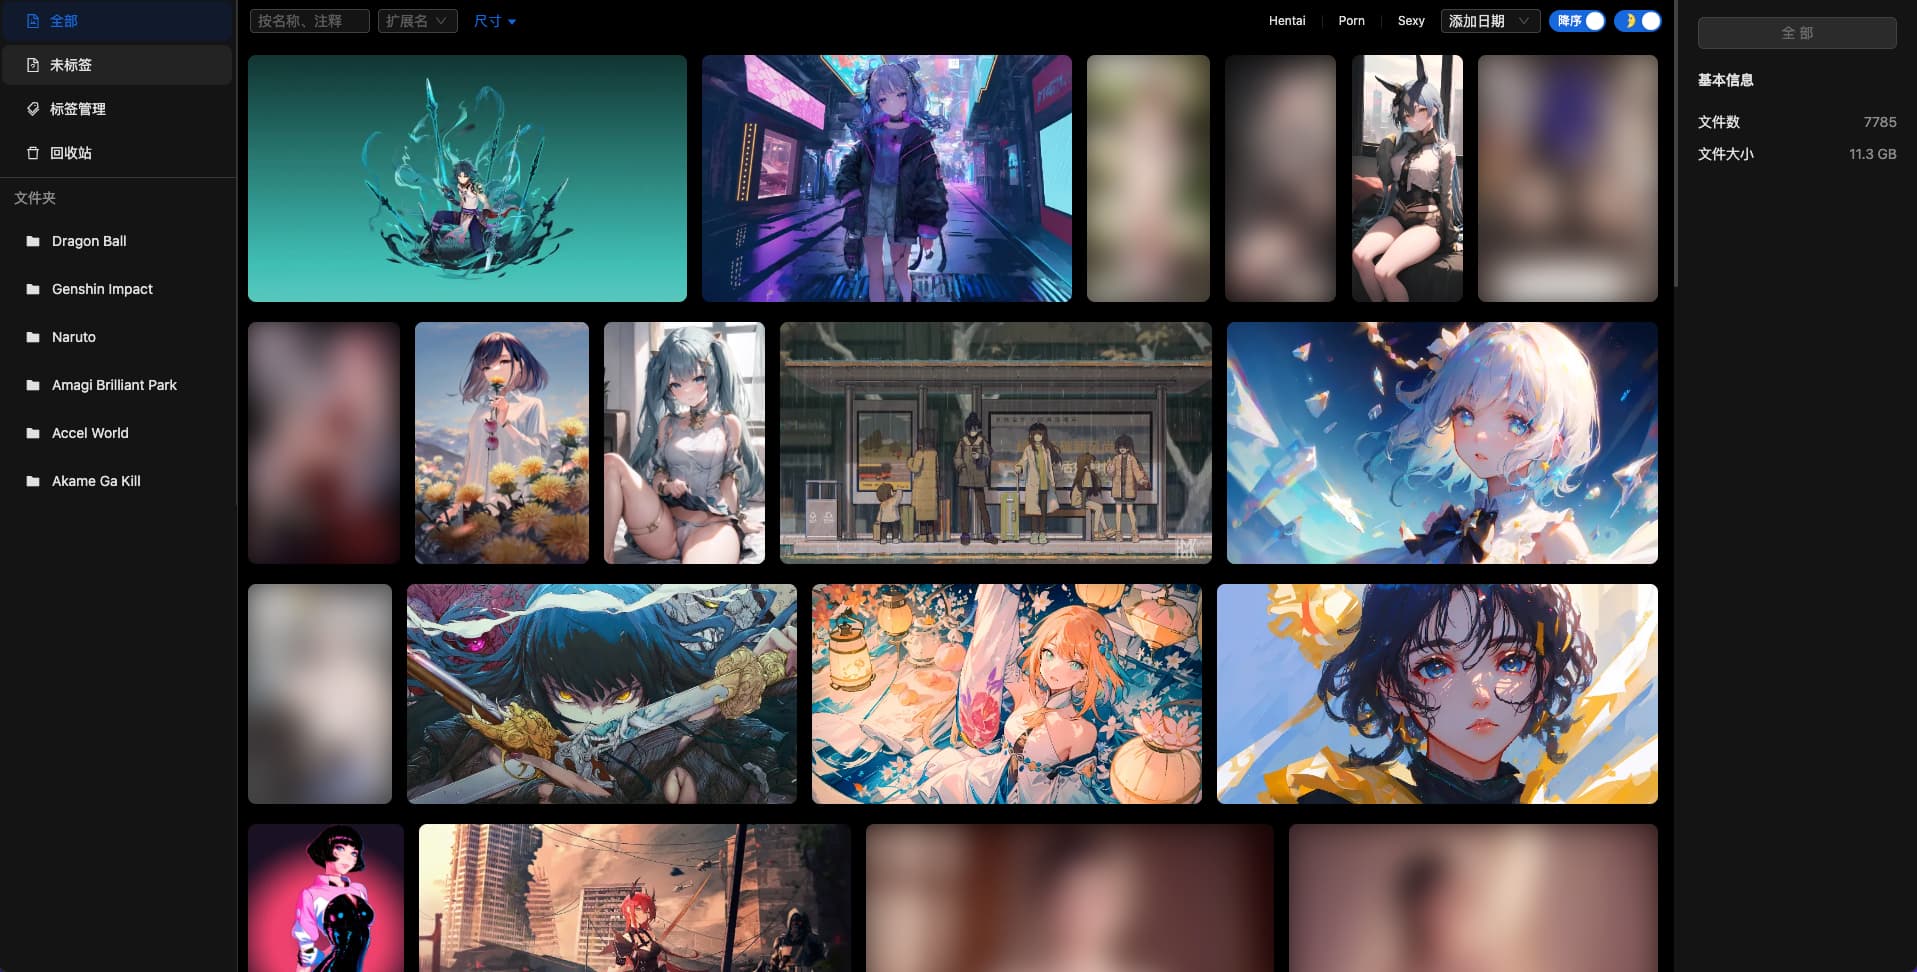 全部
未标签
标签管理
回收站
文件夹
Dragon Ball
Genshin Impact
Naruto
Amagi Brilliant Park
Accel World
Akame Ga Kill
按名称、注释
扩展名
尺寸
Hentai
Porn
Sexy
添加日期
降序
全 部
基本信息
文件数 7785
文件大小 11.3 GB